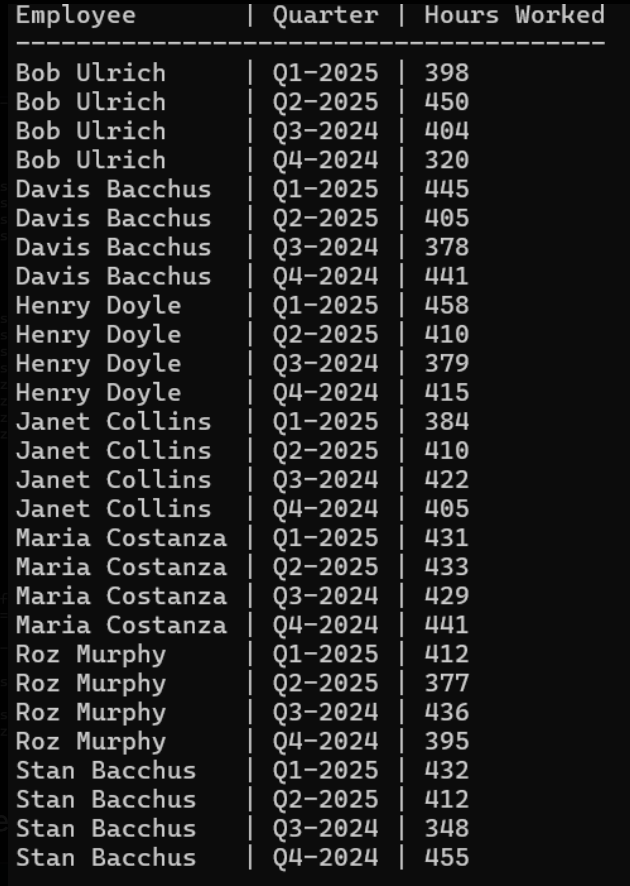 Employee       | Quarter | Hours Worked
---------------------------------------
Bob Ulrich     | Q1-2025 | 398
Bob Ulrich     | Q2-2025 | 450
Bob Ulrich     | Q3-2024 | 404
Bob Ulrich     | Q4-2024 | 320
Davis Bacchus  | Q1-2025 | 445
Davis Bacchus  | Q2-2025 | 405
Davis Bacchus  | Q3-2024 | 378
Davis Bacchus  | Q4-2024 | 441
Henry Doyle    | Q1-2025 | 458
Henry Doyle    | Q2-2025 | 410
Henry Doyle    | Q3-2024 | 379
Henry Doyle    | Q4-2024 | 415
Janet Collins  | Q1-2025 | 384
Janet Collins  | Q2-2025 | 410
Janet Collins  | Q3-2024 | 422
Janet Collins  | Q4-2024 | 405
Maria Costanza | Q1-2025 | 431
Maria Costanza | Q2-2025 | 433
Maria Costanza | Q3-2024 | 429
Maria Costanza | Q4-2024 | 441
Roz Murphy     | Q1-2025 | 412
Roz Murphy     | Q2-2025 | 377
Roz Murphy     | Q3-2024 | 436
Roz Murphy     | Q4-2024 | 395
Stan Bacchus   | Q1-2025 | 432
Stan Bacchus   | Q2-2025 | 412
Stan Bacchus   | Q3-2024 | 348
Stan Bacchus   | Q4-2024 | 455